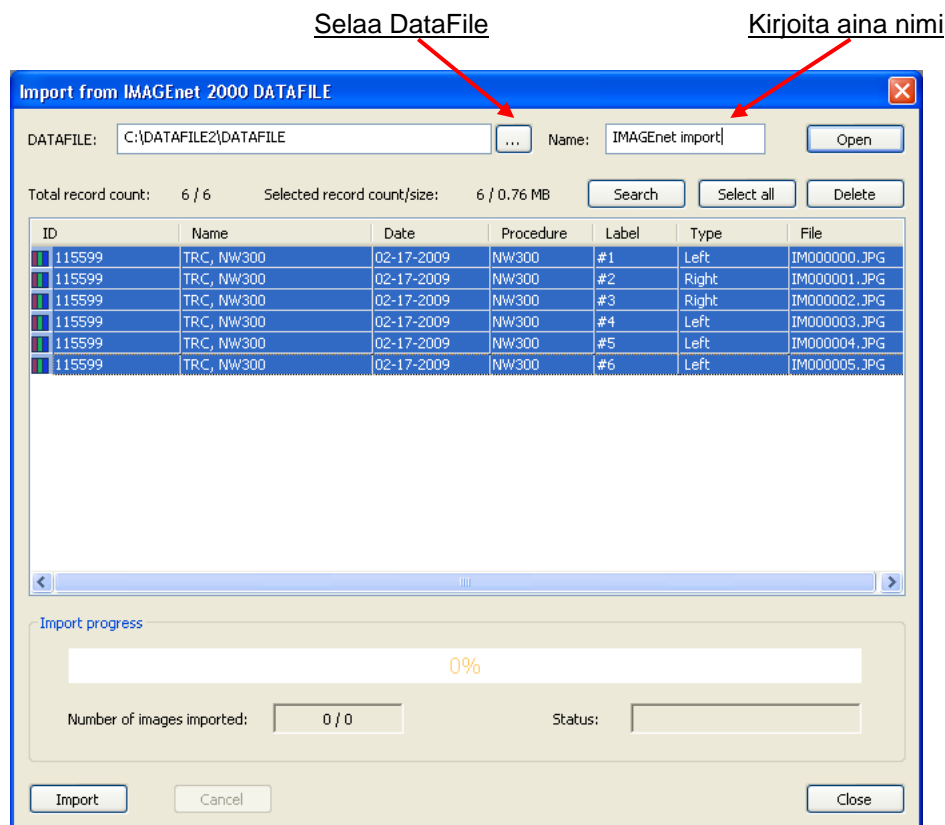 Selaa DataFile Kirjoita aina nimi
Import from IMAGEnet 2000 DATAFILE
DATAFILE: C:\DATAFILE2\DATAFILE ... Name: IMAGEnet import Open
Total record count: 6 / 6 Selected record count/size: 6 / 0.76 MB Search Select all Delete
ID Name Date Procedure Label Type File
115599 TRC, NW300 02-17-2009 NW300 #1 Left IM000000.JPG
115599 TRC, NW300 02-17-2009 NW300 #2 Right IM000001.JPG
115599 TRC, NW300 02-17-2009 NW300 #3 Right IM000002.JPG
115599 TRC, NW300 02-17-2009 NW300 #4 Left IM000003.JPG
115599 TRC, NW300 02-17-2009 NW300 #5 Left IM000004.JPG
115599 TRC, NW300 02-17-2009 NW300 #6 Left IM000005.JPG
Import progress
0%
Number of images imported: 0 / 0 Status:
Import Cancel Close